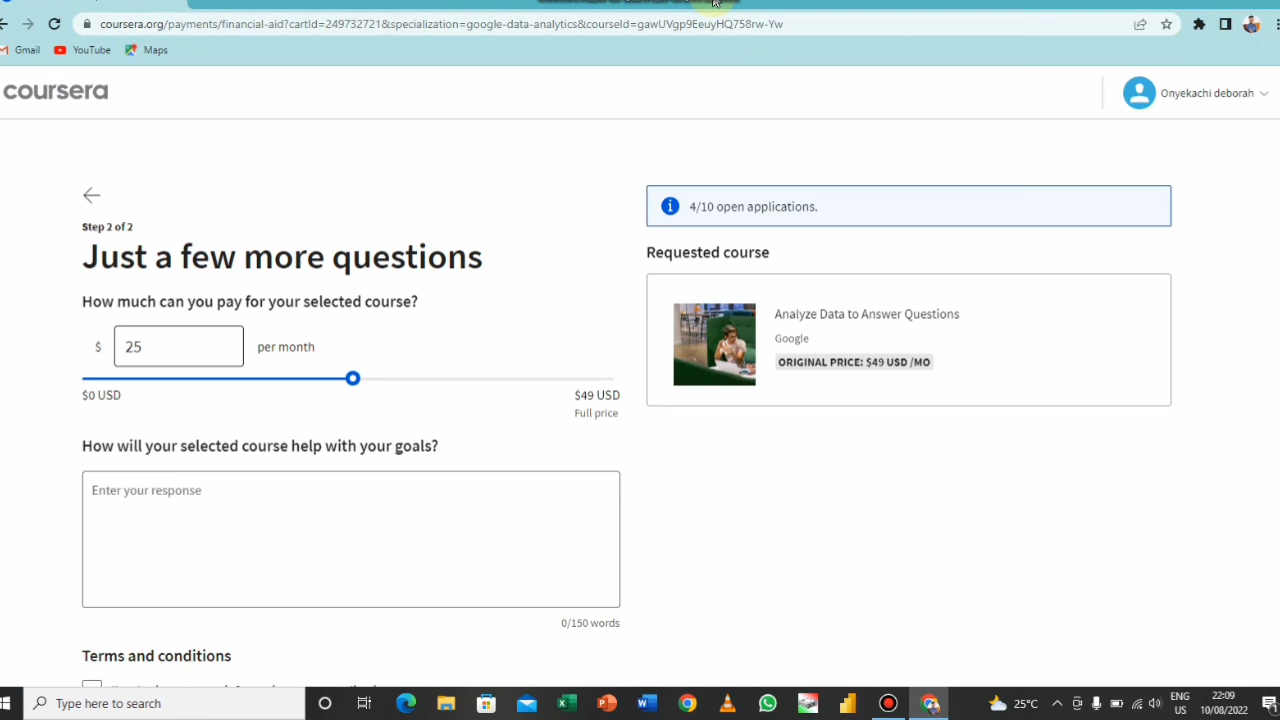 coursera.org/payments/financial-aid?cartId=249732721&specialization=google-data-analytics&courseId=gawUVgp9EeuyHQ758rw-Yw
Gmail YouTube Maps
coursera
Onyekachi deborah
Step 2 of 2
Just a few more questions
How much can you pay for your selected course?
$ 25 per month
$0 USD $49 USD
Full price
How will your selected course help with your goals?
Enter your response
0/150 words
Terms and conditions
4/10 open applications.
Requested course
Analyze Data to Answer Questions
Google
ORIGINAL PRICE: $49 USD /MO
Type here to search
25°C
ENG
US
22:09
10/08/2022